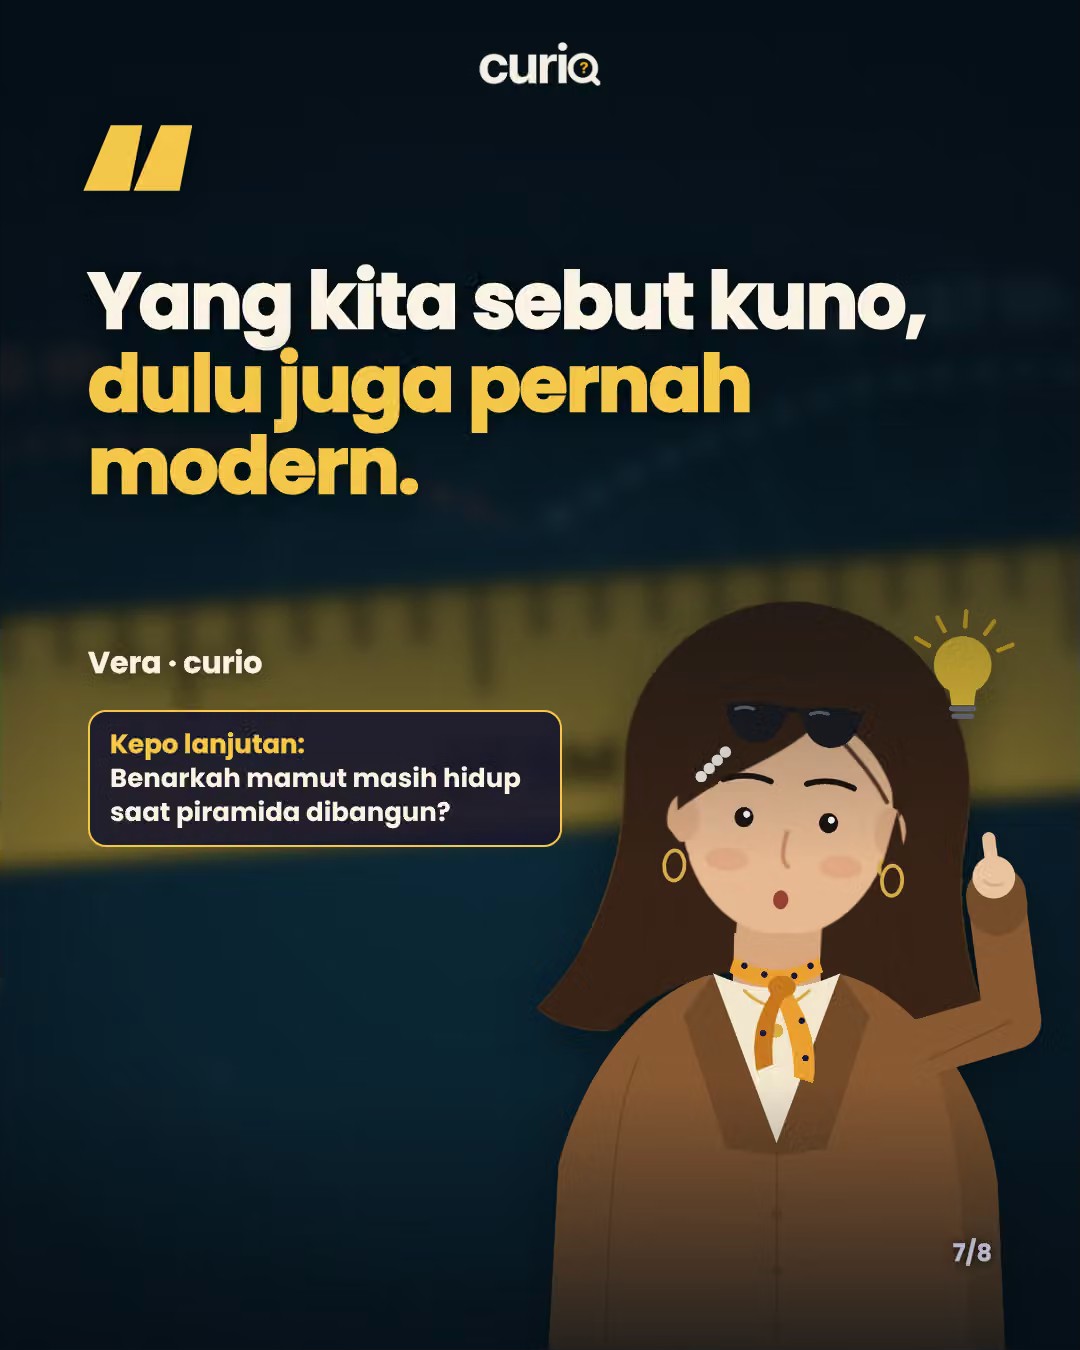 curio
?
"
Yang kita sebut kuno,
dulu juga pernah
modern.
Vera · curio
Kepo lanjutan:
Benarkah mamut masih hidup
saat piramida dibangun?
7/8